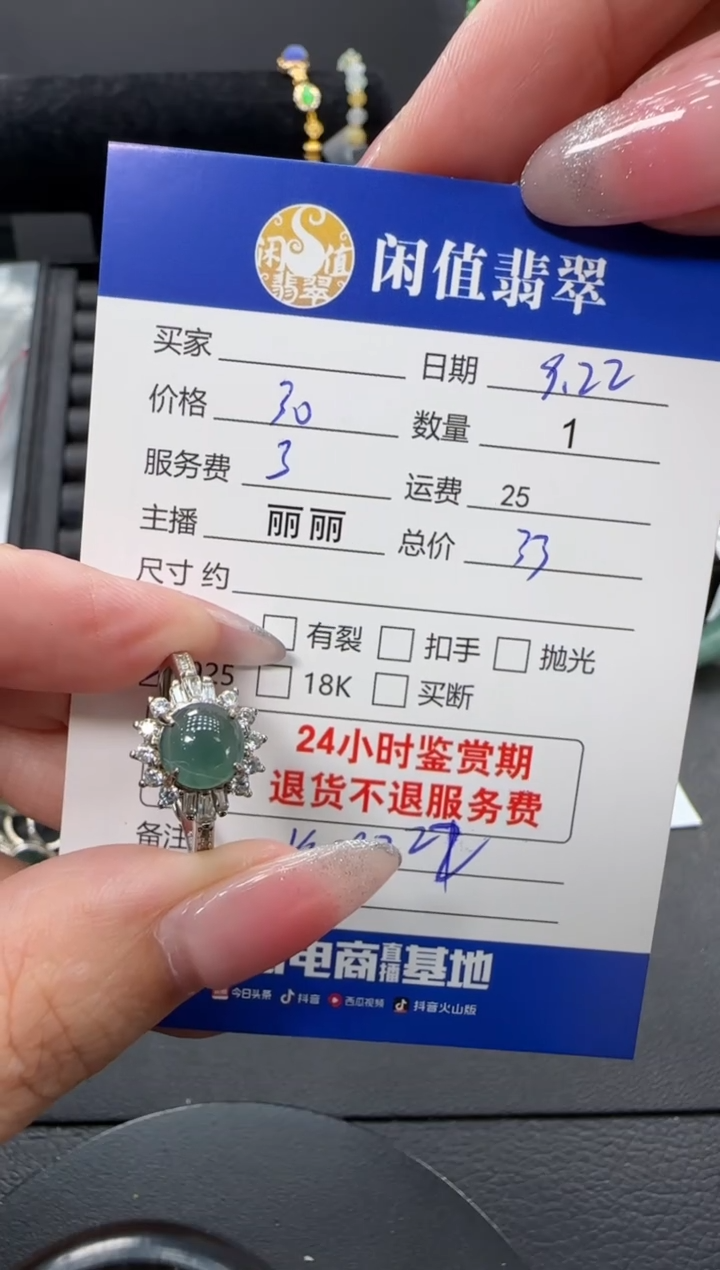 闲值翡翠
闲值翡翠
买家 日期 9.22
价格 30 数量 1
服务费 3 运费 25
主播 丽丽 总价 33
尺寸 约
有裂 扣手 抛光
925 18K 买断
24小时鉴赏期
退货不退服务费
备注
电商直播基地
今日头条 抖音 西瓜视频 抖音火山版